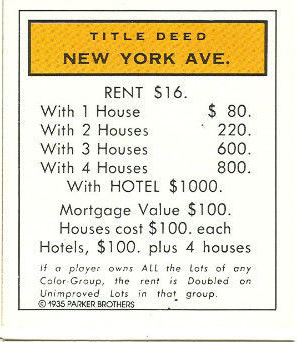 TITLE DEED
NEW YORK AVE.
RENT $16.
With 1 House $ 80.
With 2 Houses 220.
With 3 Houses 600.
With 4 Houses 800.
With HOTEL $1000.
Mortgage Value $100.
Houses cost $100. each
Hotels, $100. plus 4 houses
If a player owns ALL the Lots of any
Color-Group, the rent is Doubled on
Unimproved Lots in that group.
© 1935 PARKER BROTHERS